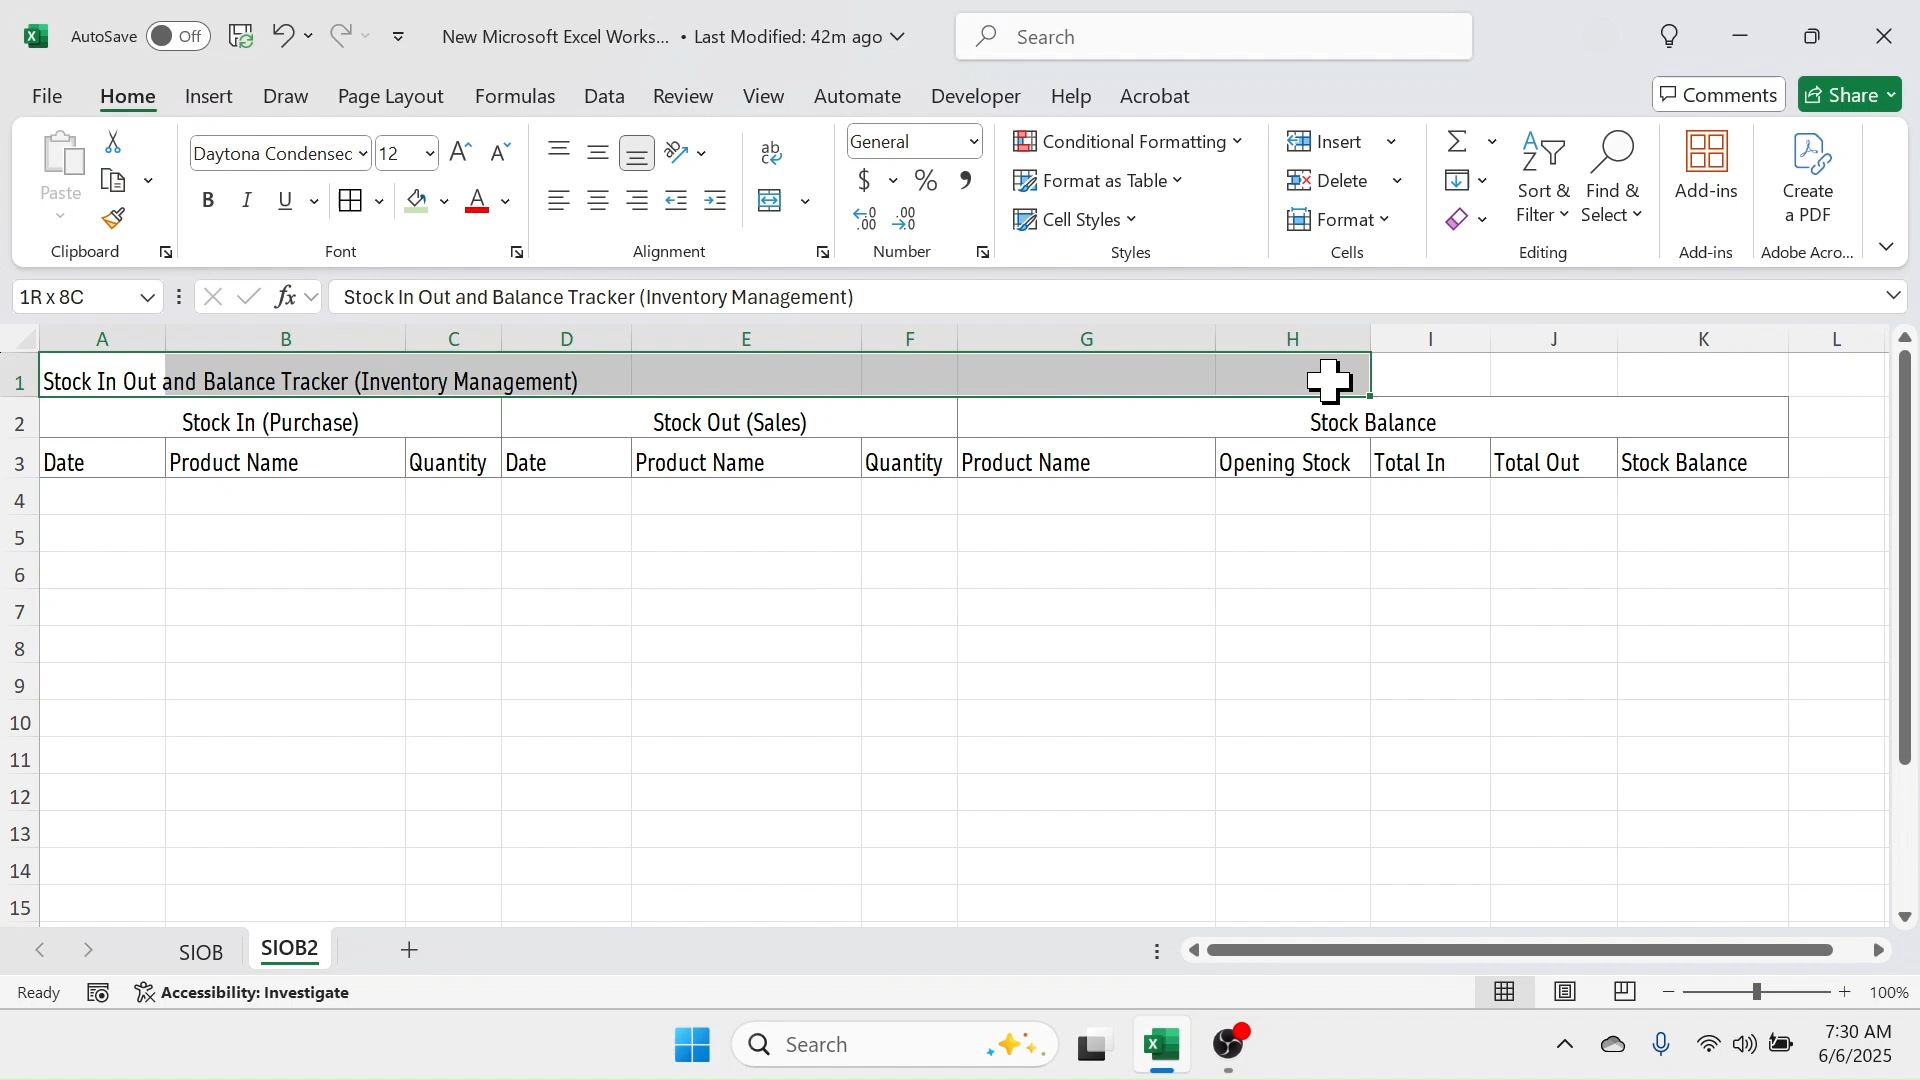 AutoSave Off New Microsoft Excel Works... • Last Modified: 42m ago Search
File Home Insert Draw Page Layout Formulas Data Review View Automate Developer Help Acrobat Comments Share
Paste Daytona Condensec 12 General Conditional Formatting Insert Sort & Filter Find & Select Add-ins Create a PDF
Format as Table Delete
B I U $ % Cell Styles Format
Clipboard Font Alignment Number Styles Cells Editing Add-ins Adobe Acro...
1R x 8C fx Stock In Out and Balance Tracker (Inventory Management)
A B C D E F G H I J K L
1 Stock In Out and Balance Tracker (Inventory Management)
2 Stock In (Purchase) Stock Out (Sales) Stock Balance
3 Date Product Name Quantity Date Product Name Quantity Product Name Opening Stock Total In Total Out Stock Balance
4
5
6
7
8
9
10
11
12
13
14
15
SIOB SIOB2
Ready Accessibility: Investigate 100%
Search 7:30 AM
6/6/2025